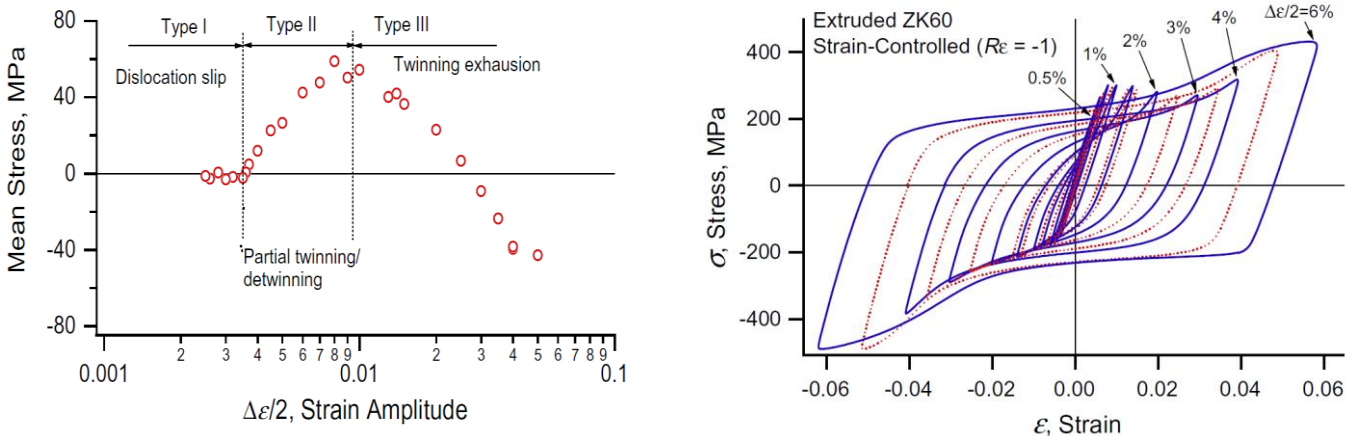 80
Type I Type II Type III
Dislocation slip
Twinning exhausion
40
0
-40
-80
Mean Stress, MPa
Partial twinning/
detwinning
2 3 4 5 6 7 8 9 2 3 4 5 6 7 8 9
0.001 0.01 0.1
Δε/2, Strain Amplitude
Extruded ZK60
Strain-Controlled (Rε = -1)
0.5%
1%
2%
3%
4%
Δε/2=6%
400
200
0
-200
-400
σ, Stress, MPa
-0.06 -0.04 -0.02 0.00 0.02 0.04 0.06
ε, Strain